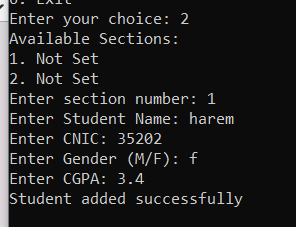 6. Exit
Enter your choice: 2
Available Sections:
1. Not Set
2. Not Set
Enter section number: 1
Enter Student Name: harem
Enter CNIC: 35202
Enter Gender (M/F): f
Enter CGPA: 3.4
Student added successfully